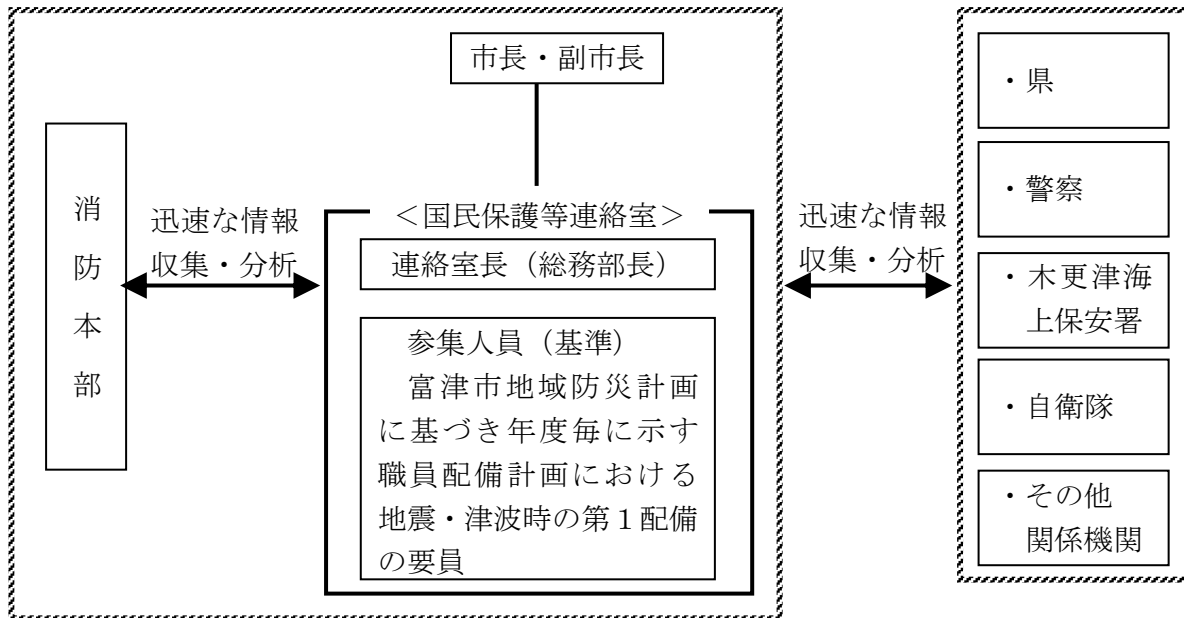 市長・副市長
消防本部
迅速な情報
収集・分析
＜国民保護等連絡室＞
連絡室長（総務部長）
参集人員（基準）
富津市地域防災計画
に基づき年度毎に示す
職員配備計画における
地震・津波時の第１配備
の要員
迅速な情報
収集・分析
・県
・警察
・木更津海
上保安署
・自衛隊
・その他
関係機関